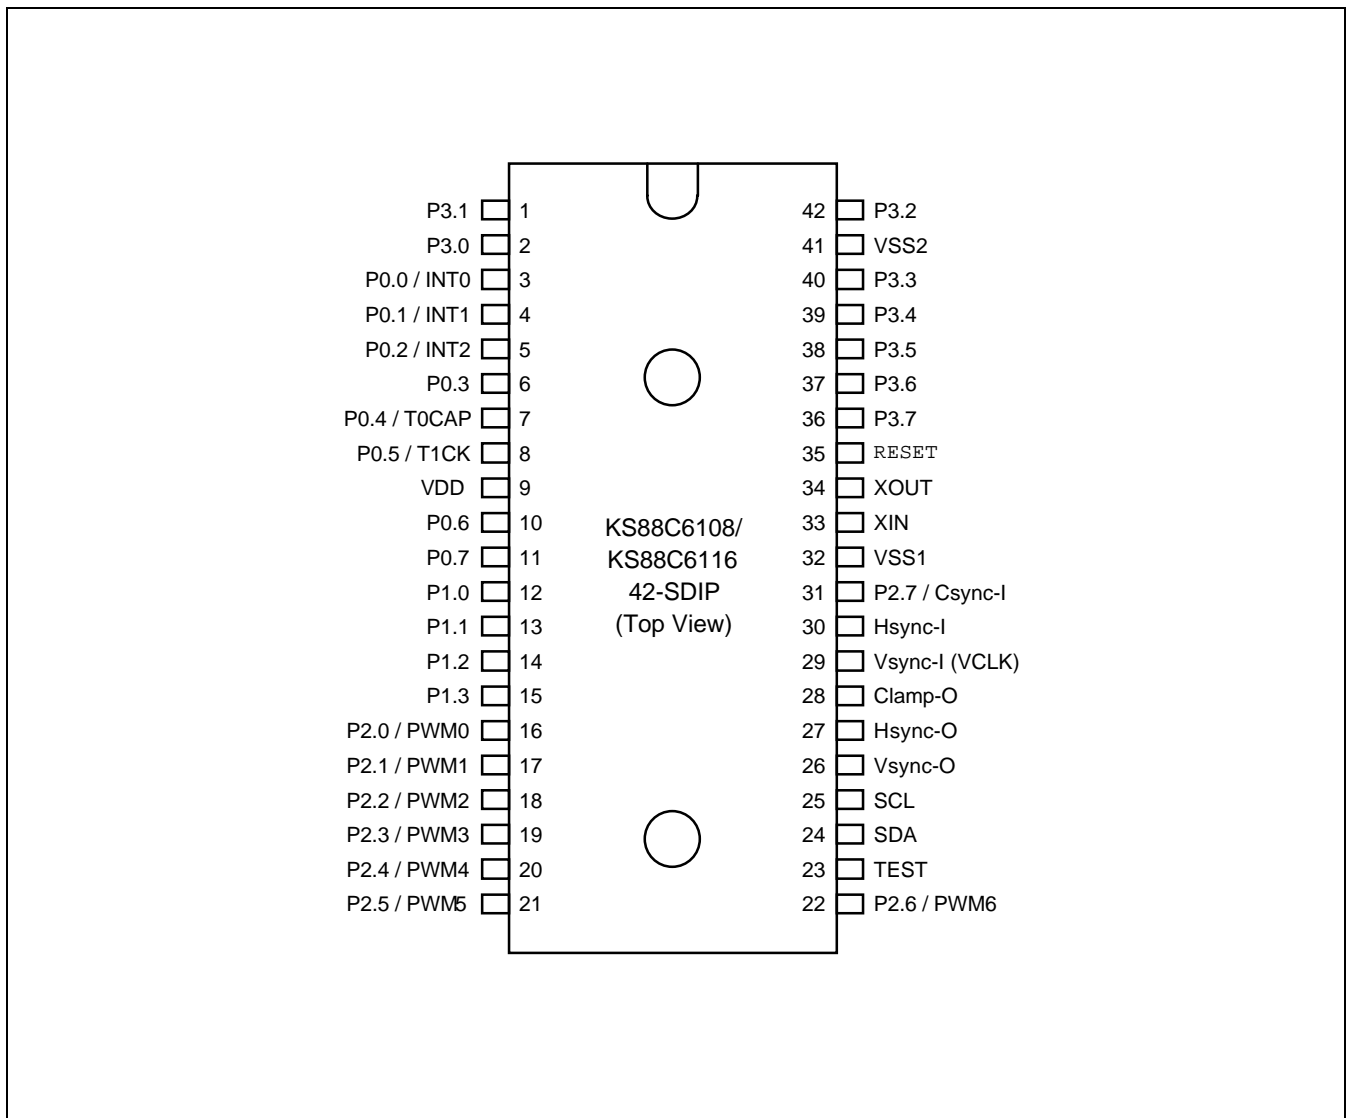 P3.1 1 42 P3.2
P3.0 2 41 VSS2
P0.0 / INT0 3 40 P3.3
P0.1 / INT1 4 39 P3.4
P0.2 / INT2 5 38 P3.5
P0.3 6 37 P3.6
P0.4 / T0CAP 7 36 P3.7
P0.5 / T1CK 8 35 RESET
VDD 9 34 XOUT
P0.6 10 33 XIN
P0.7 11 32 VSS1
P1.0 12 31 P2.7 / Csync-I
P1.1 13 30 Hsync-I
P1.2 14 29 Vsync-I (VCLK)
P1.3 15 28 Clamp-O
P2.0 / PWM0 16 27 Hsync-O
P2.1 / PWM1 17 26 Vsync-O
P2.2 / PWM2 18 25 SCL
P2.3 / PWM3 19 24 SDA
P2.4 / PWM4 20 23 TEST
P2.5 / PWM5 21 22 P2.6 / PWM6
KS88C6108/
KS88C6116
42-SDIP
(Top View)